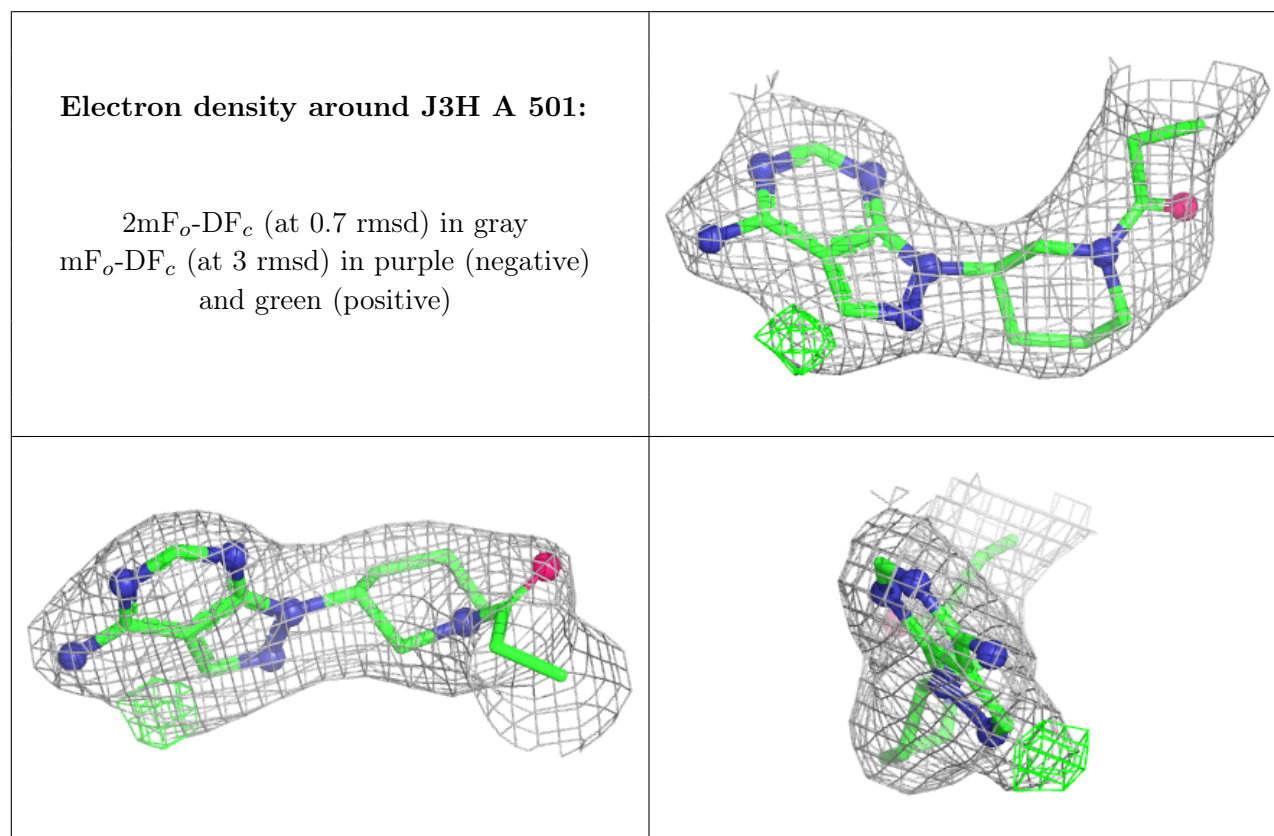 Electron density around J3H A 501:
2mFo-DFc (at 0.7 rmsd) in gray
mFo-DFc (at 3 rmsd) in purple (negative)
and green (positive)